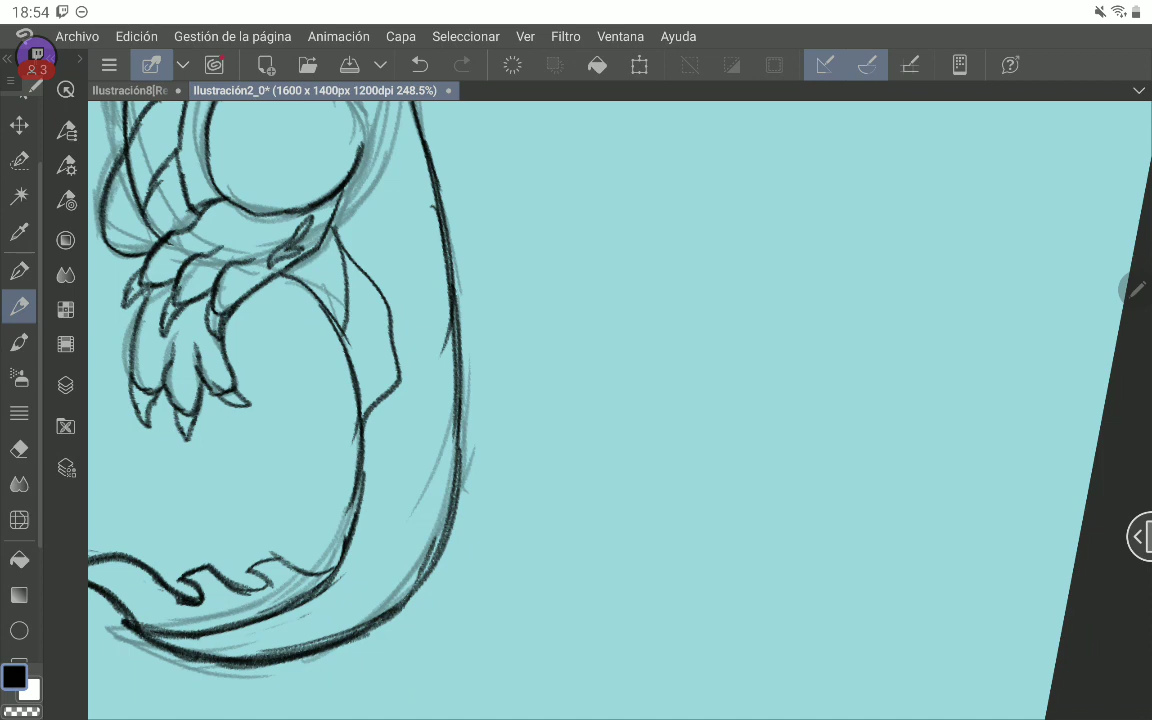 18:54
Archivo Edición Gestión de la página Animación Capa Seleccionar Ver Filtro Ventana Ayuda
3
Ilustración8[Re Ilustración2_0* (1600 x 1400px 1200dpi 248.5%)